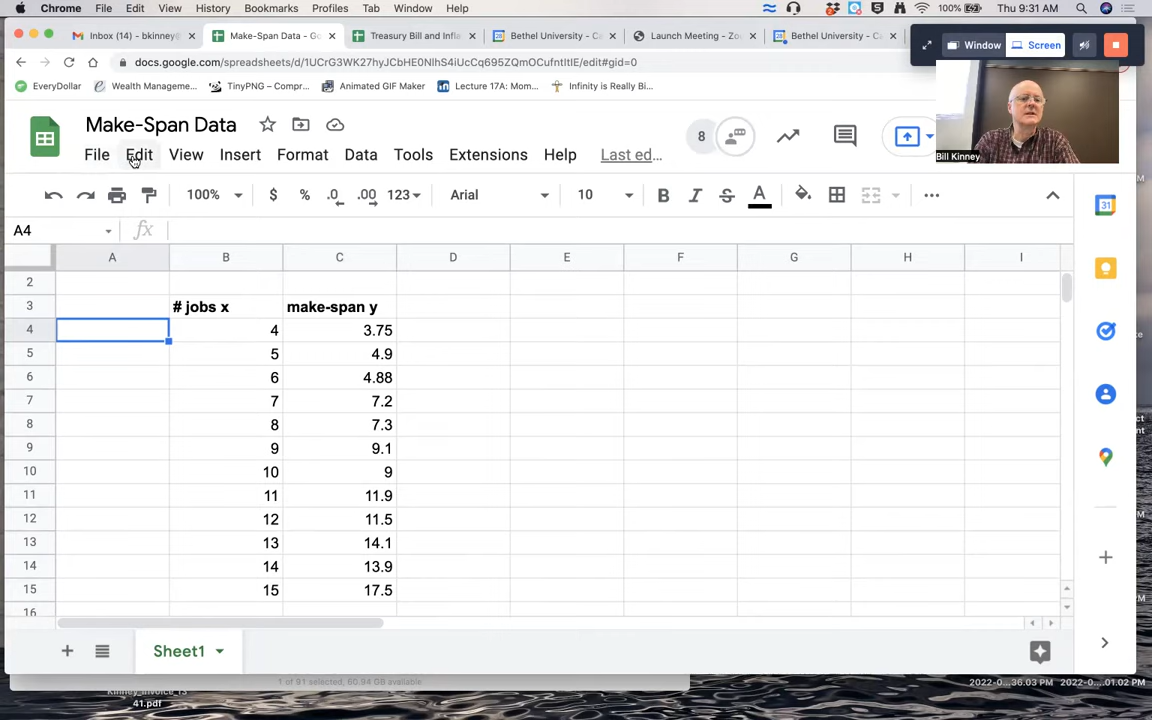 Chrome File Edit View History Bookmarks Profiles Tab Window Help 100% Thu 9:31 AM
Inbox (14) - bkinney@ Make-Span Data - Go Treasury Bill and Infla Bethel University - Ca Launch Meeting - Zo Bethel University - Ca
Window Screen
docs.google.com/spreadsheets/d/1UCrG3WK27hyJCbHE0NlhS4iUcCq695ZQmOCufntItIE/edit#gid=0
EveryDollar Wealth Management... TinyPNG – Compr... Animated GIF Maker Lecture 17A: Mom... Infinity is Really Bi...
Make-Span Data
8
File Edit View Insert Format Data Tools Extensions Help Last ed...
Bill Kinney
100% $ % .0 .00 123 Arial 10 B I S A
31
A4 fx
A B C D E F G H I
2
3 # jobs x make-span y
4 4 3.75
5 5 4.9
6 6 4.88
7 7 7.2
8 8 7.3
9 9 9.1
10 10 9
11 11 11.9
12 12 11.5
13 13 14.1
14 14 13.9
15 15 17.5
16
Sheet1
1 of 91 selected, 60.94 GB available
41.pdf
2022-0...36.03 PM 2022-0....01.02 PM